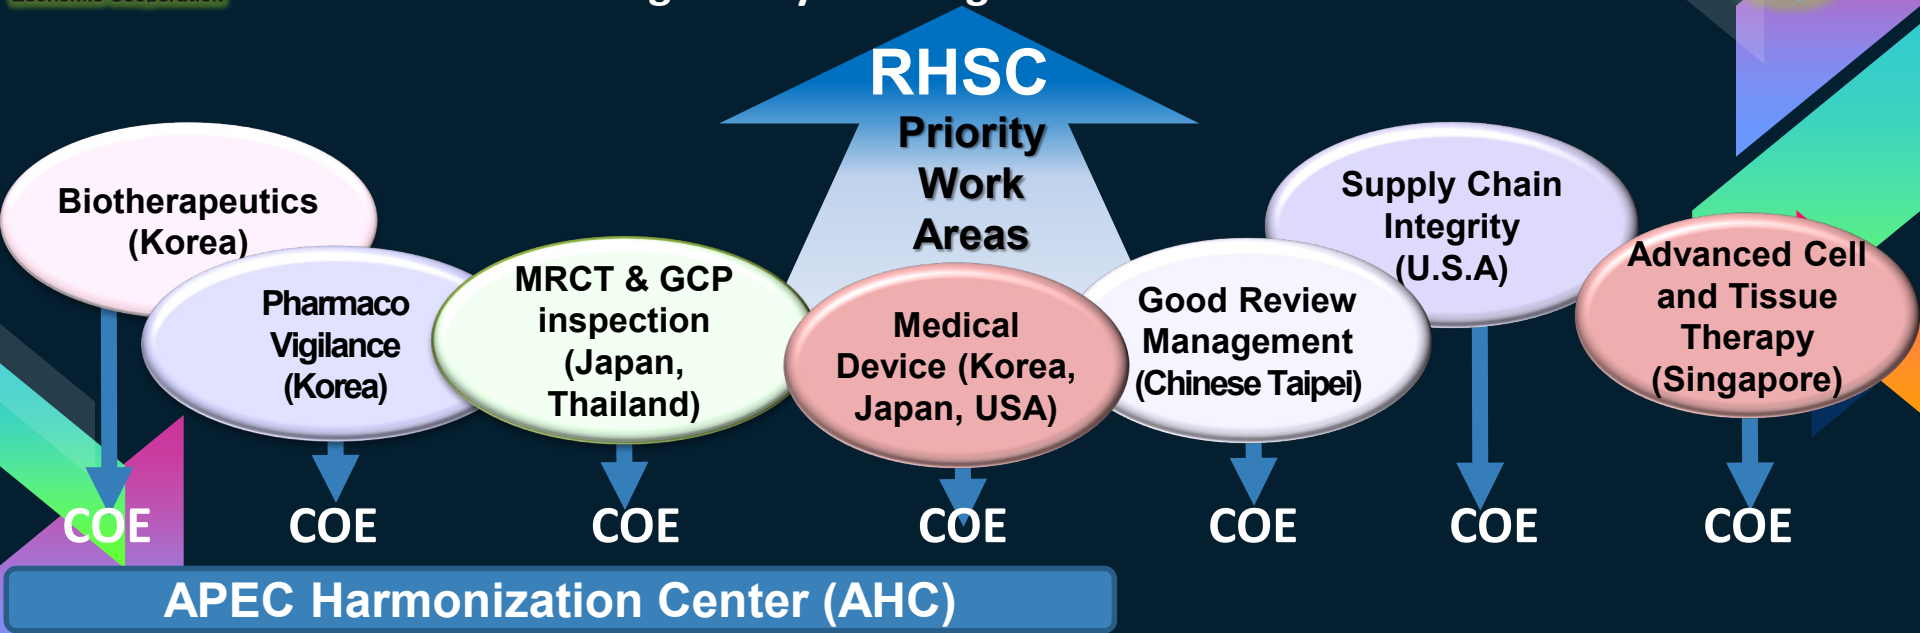 Economic Cooperation
RHSC
Priority
Work
Areas
Biotherapeutics
(Korea)
Pharmaco
Vigilance
(Korea)
MRCT & GCP
inspection
(Japan,
Thailand)
Medical
Device (Korea,
Japan, USA)
Good Review
Management
(Chinese Taipei)
Supply Chain
Integrity
(U.S.A)
Advanced Cell
and Tissue
Therapy
(Singapore)
COE
COE
COE
COE
COE
COE
COE
APEC Harmonization Center (AHC)